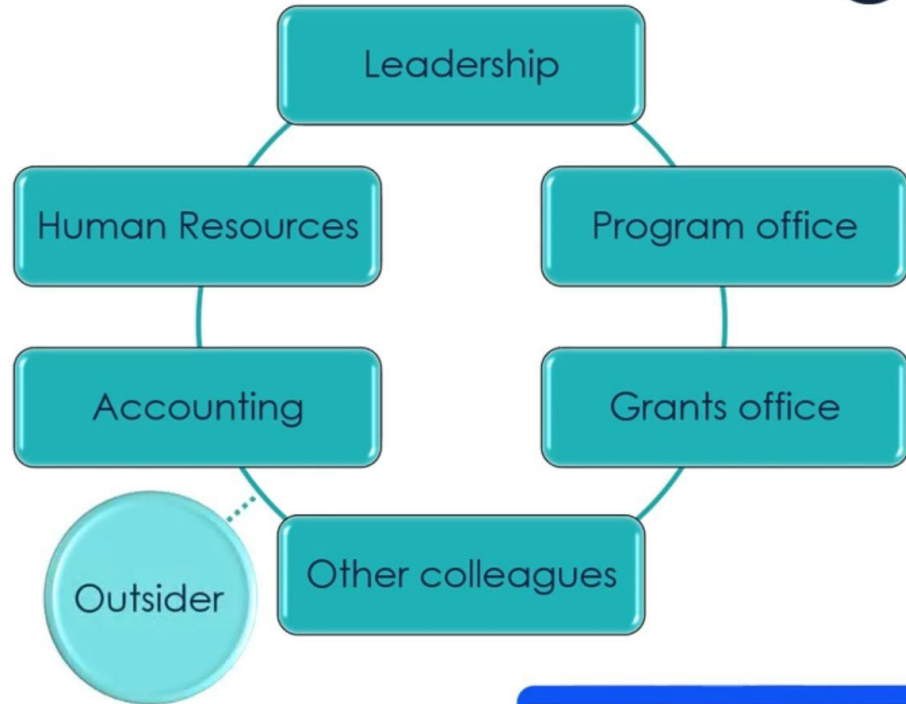 Leadership
Human Resources
Program office
Accounting
Grants office
Outsider
Other colleagues